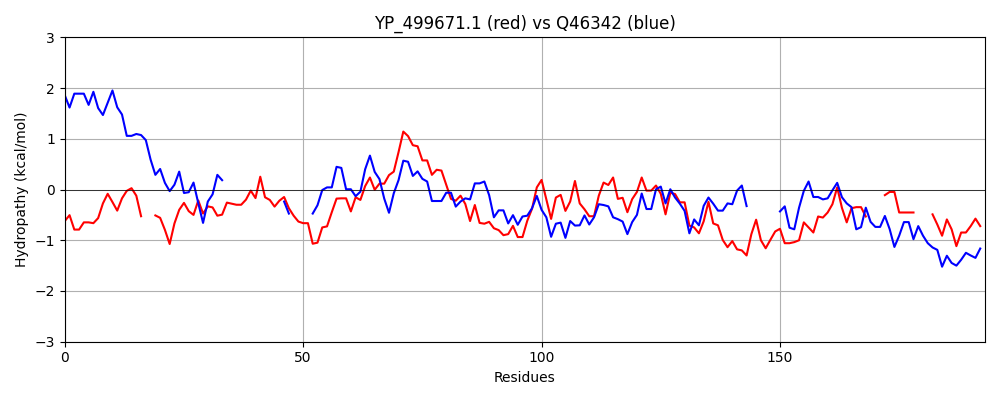 YP_499671.1 (red) vs Q46342 (blue)
3
2
1
0
−1
−2
−3
Hydropathy (kcal/mol)
0 50 100 150
Residues